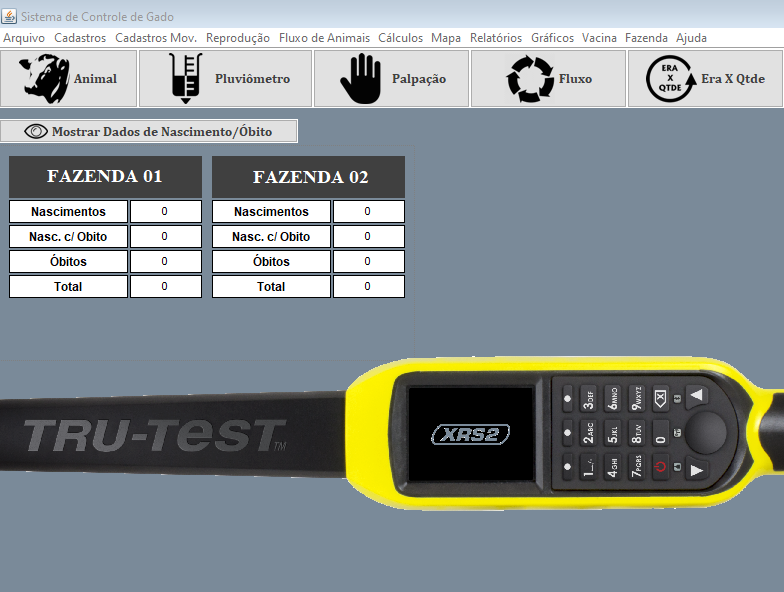 Sistema de Controle de Gado
Arquivo Cadastros Cadastros Mov. Reprodução Fluxo de Animais Cálculos Mapa Relatórios Gráficos Vacina Fazenda Ajuda
Animal Pluviômetro Palpação Fluxo ERA X QTDE Era X Qtde
Mostrar Dados de Nascimento/Óbito
FAZENDA 01 FAZENDA 02
Nascimentos 0 Nascimentos 0
Nasc. c/ Obito 0 Nasc. c/ Obito 0
Óbitos 0 Óbitos 0
Total 0 Total 0
TRU-TEST TM
XRS2
3DEF 6MNO 9WXYZ
2ABC 5JKL 8TUV 0
1_/- 4GHI 7PQRS